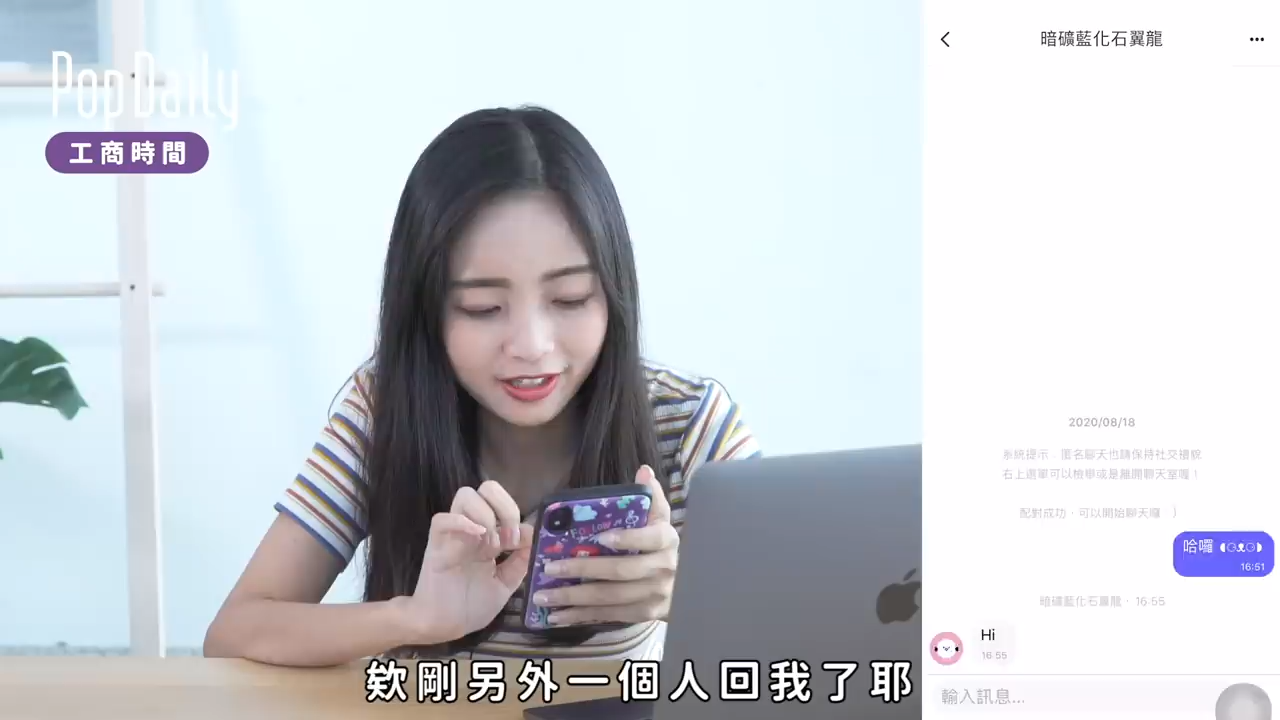 PopDaily
工商時間
暗礦藍化石翼龍
2020/08/18
系統提示：匿名聊天也請保持社交禮貌
右上選單可以檢舉或是離開聊天室喔！
配對成功，可以開始聊天囉 :)
哈囉
16:51
暗礦藍化石翼龍・16:55
Hi
16:55
輸入訊息...
FOLLOW
欸剛另外一個人回我了耶